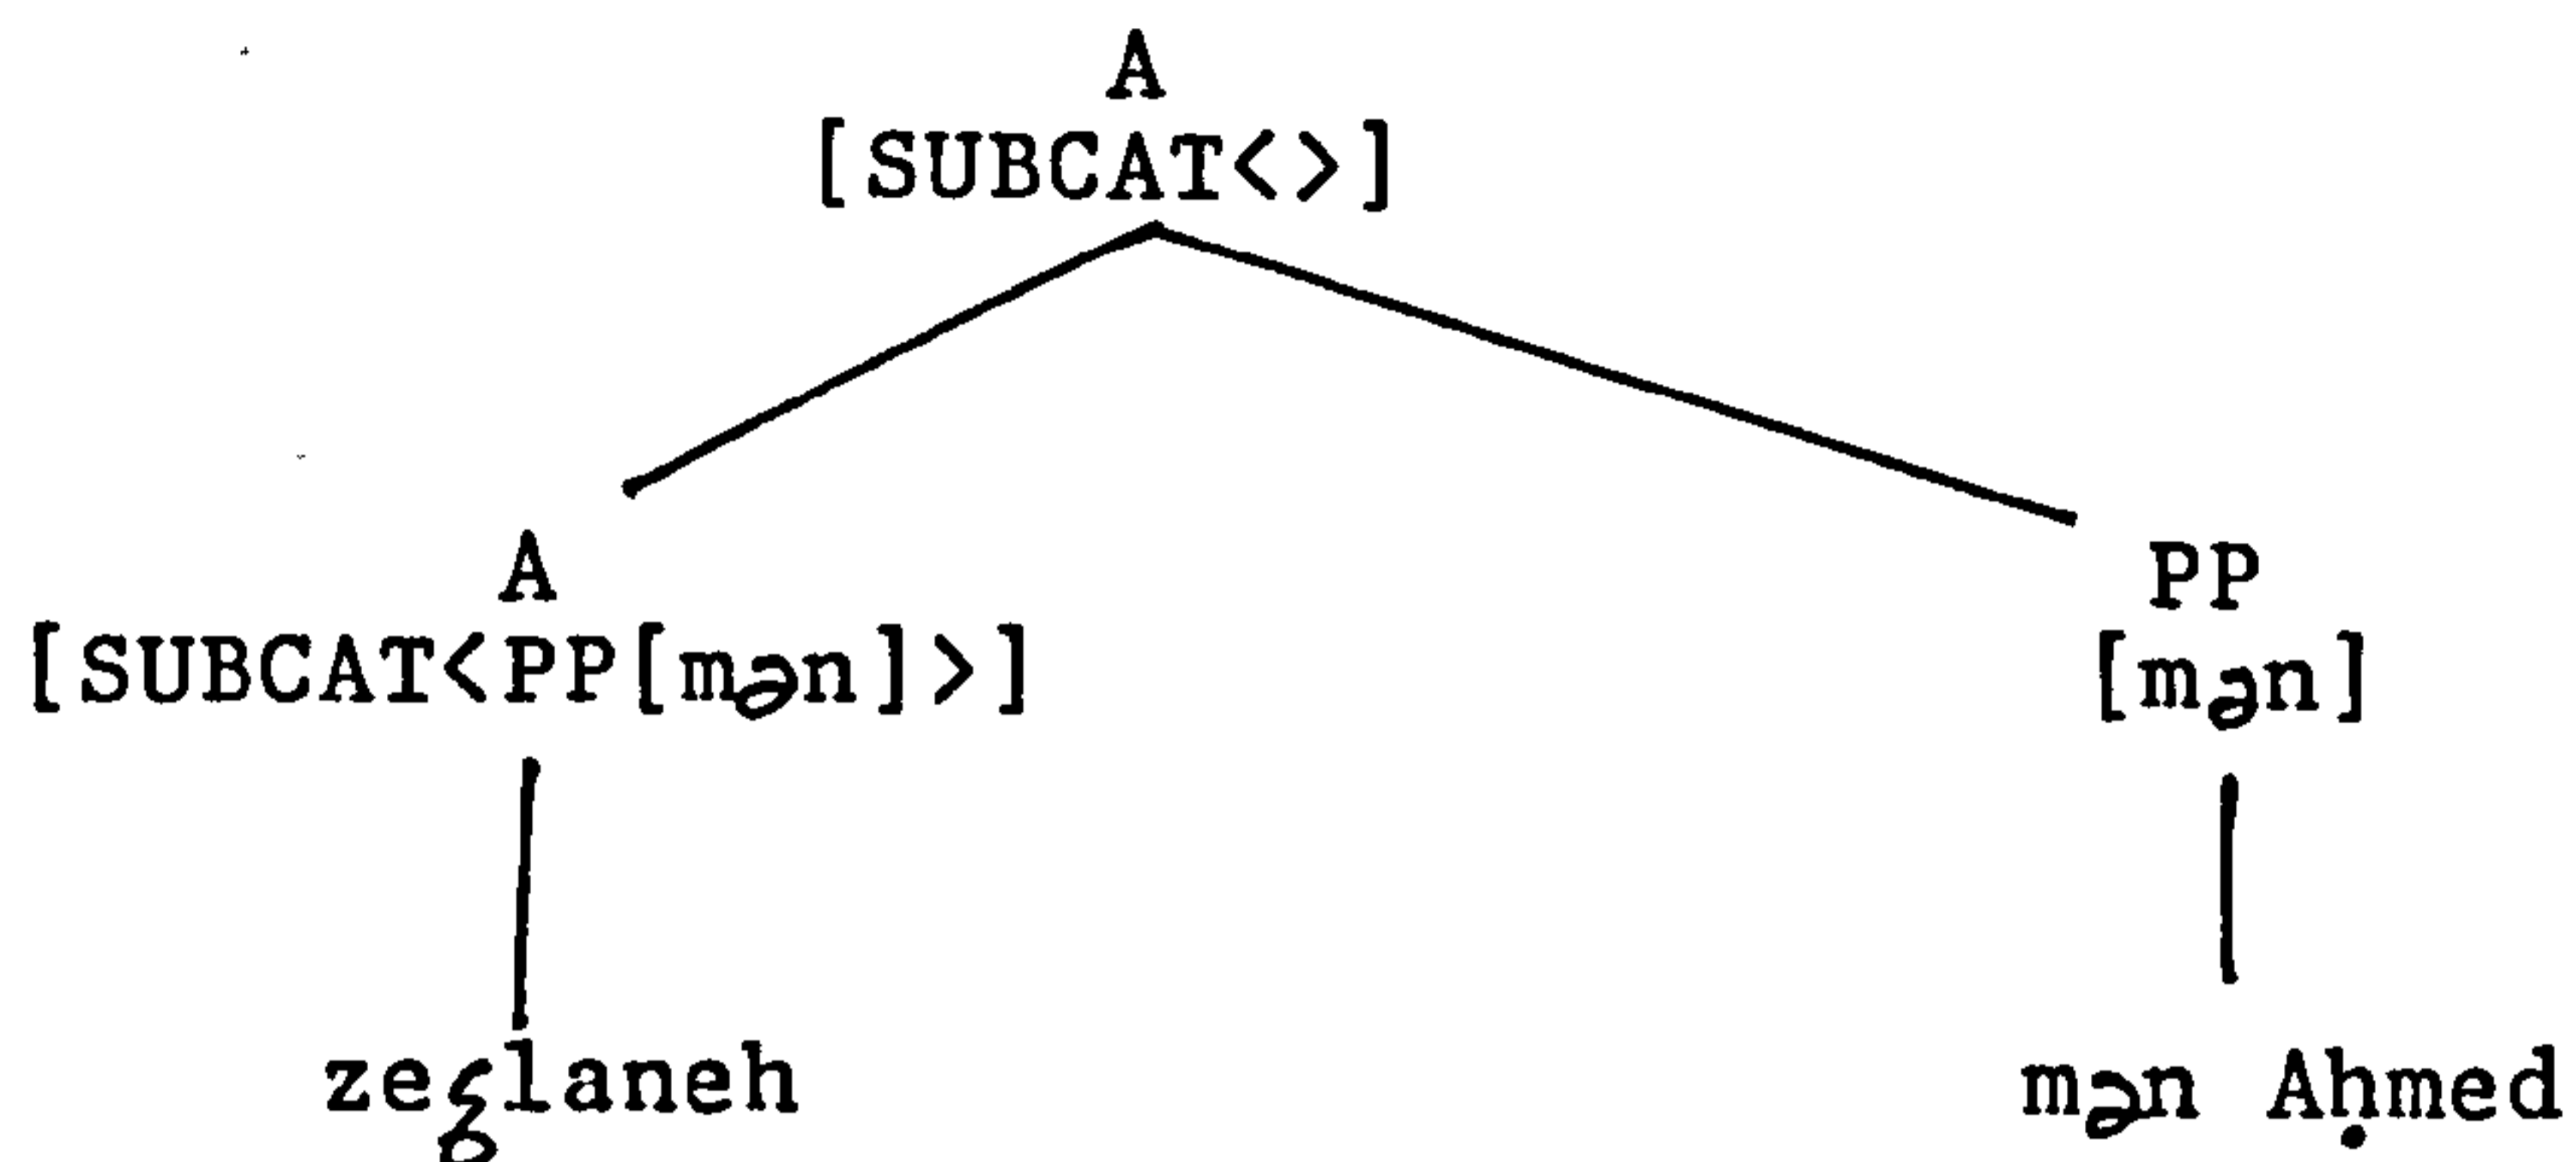 A
[SUBCAT<>]
A
[SUBCAT<PP[mən]>]
PP
[mən]
zeʕlaneh
mən Aḥmed